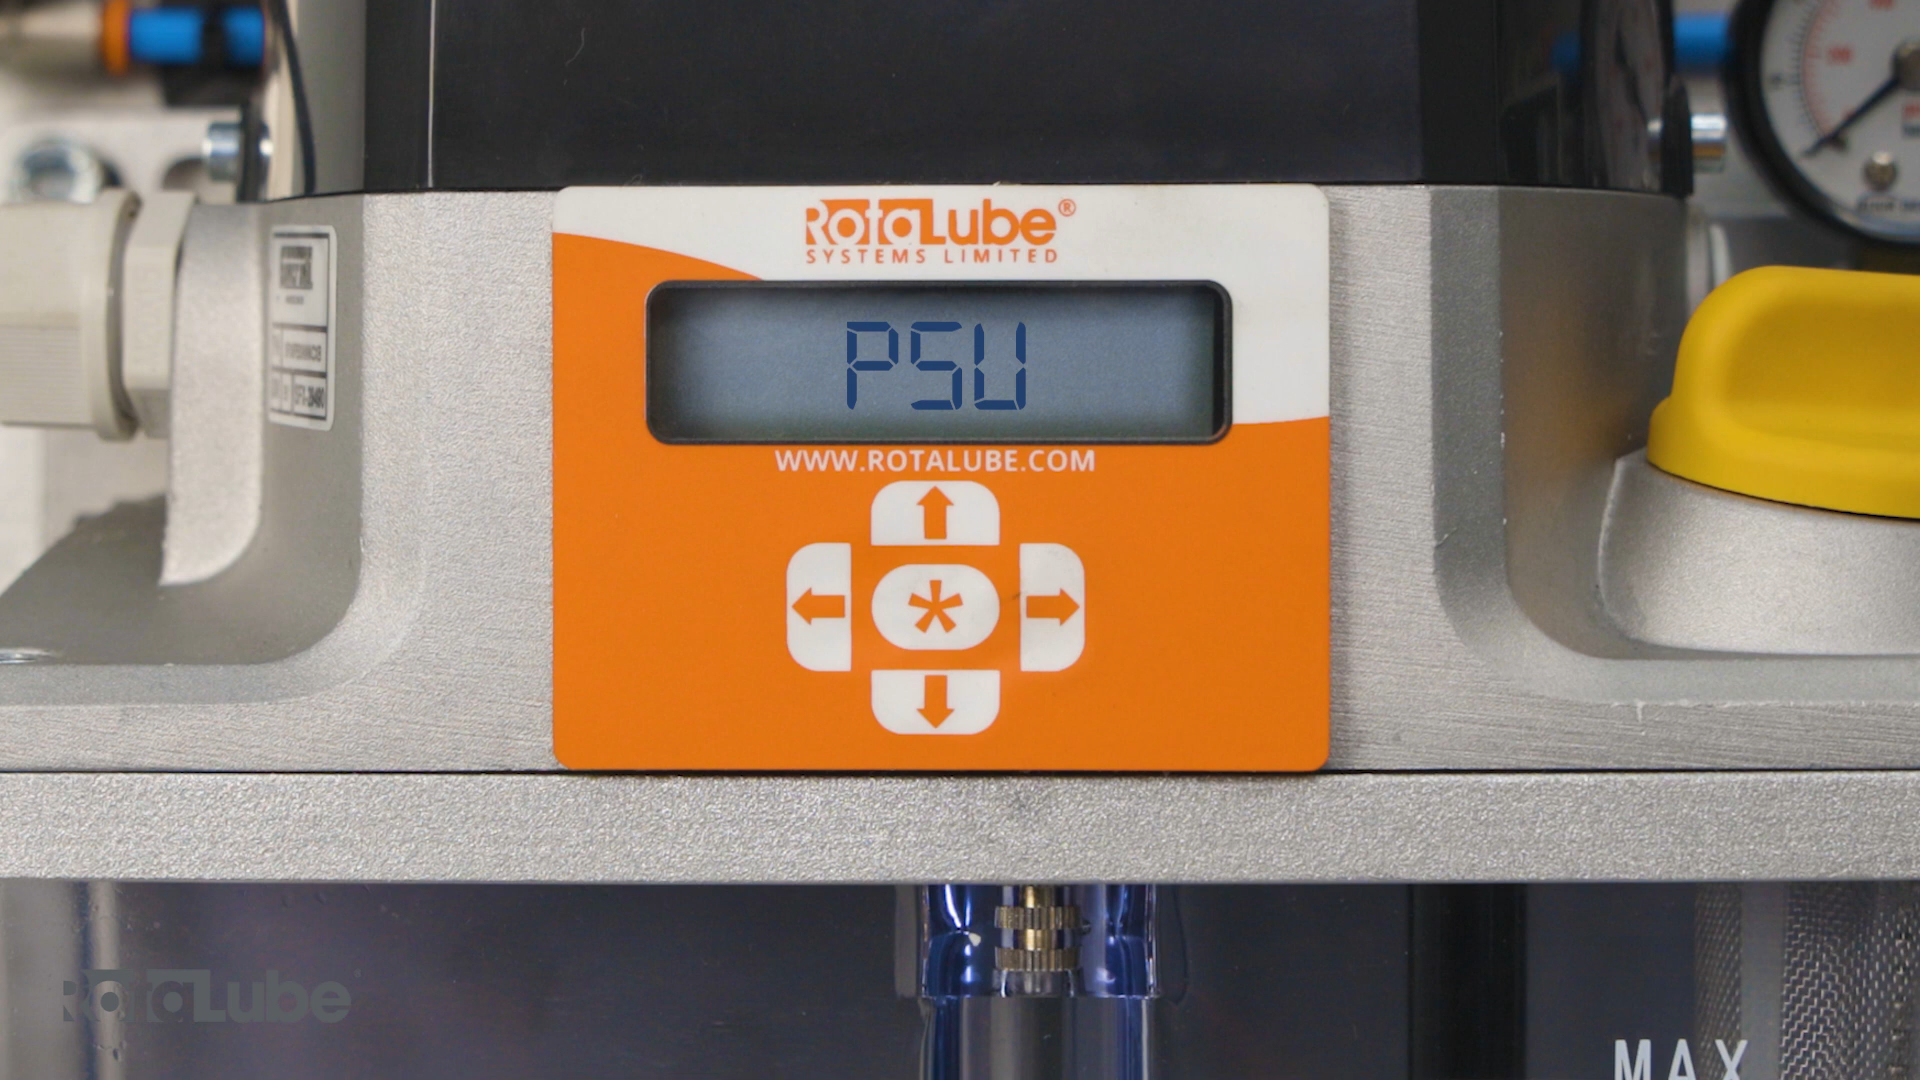 RotaLube®
SYSTEMS LIMITED
PSU
WWW.ROTALUBE.COM
*
RotaLube
MAX